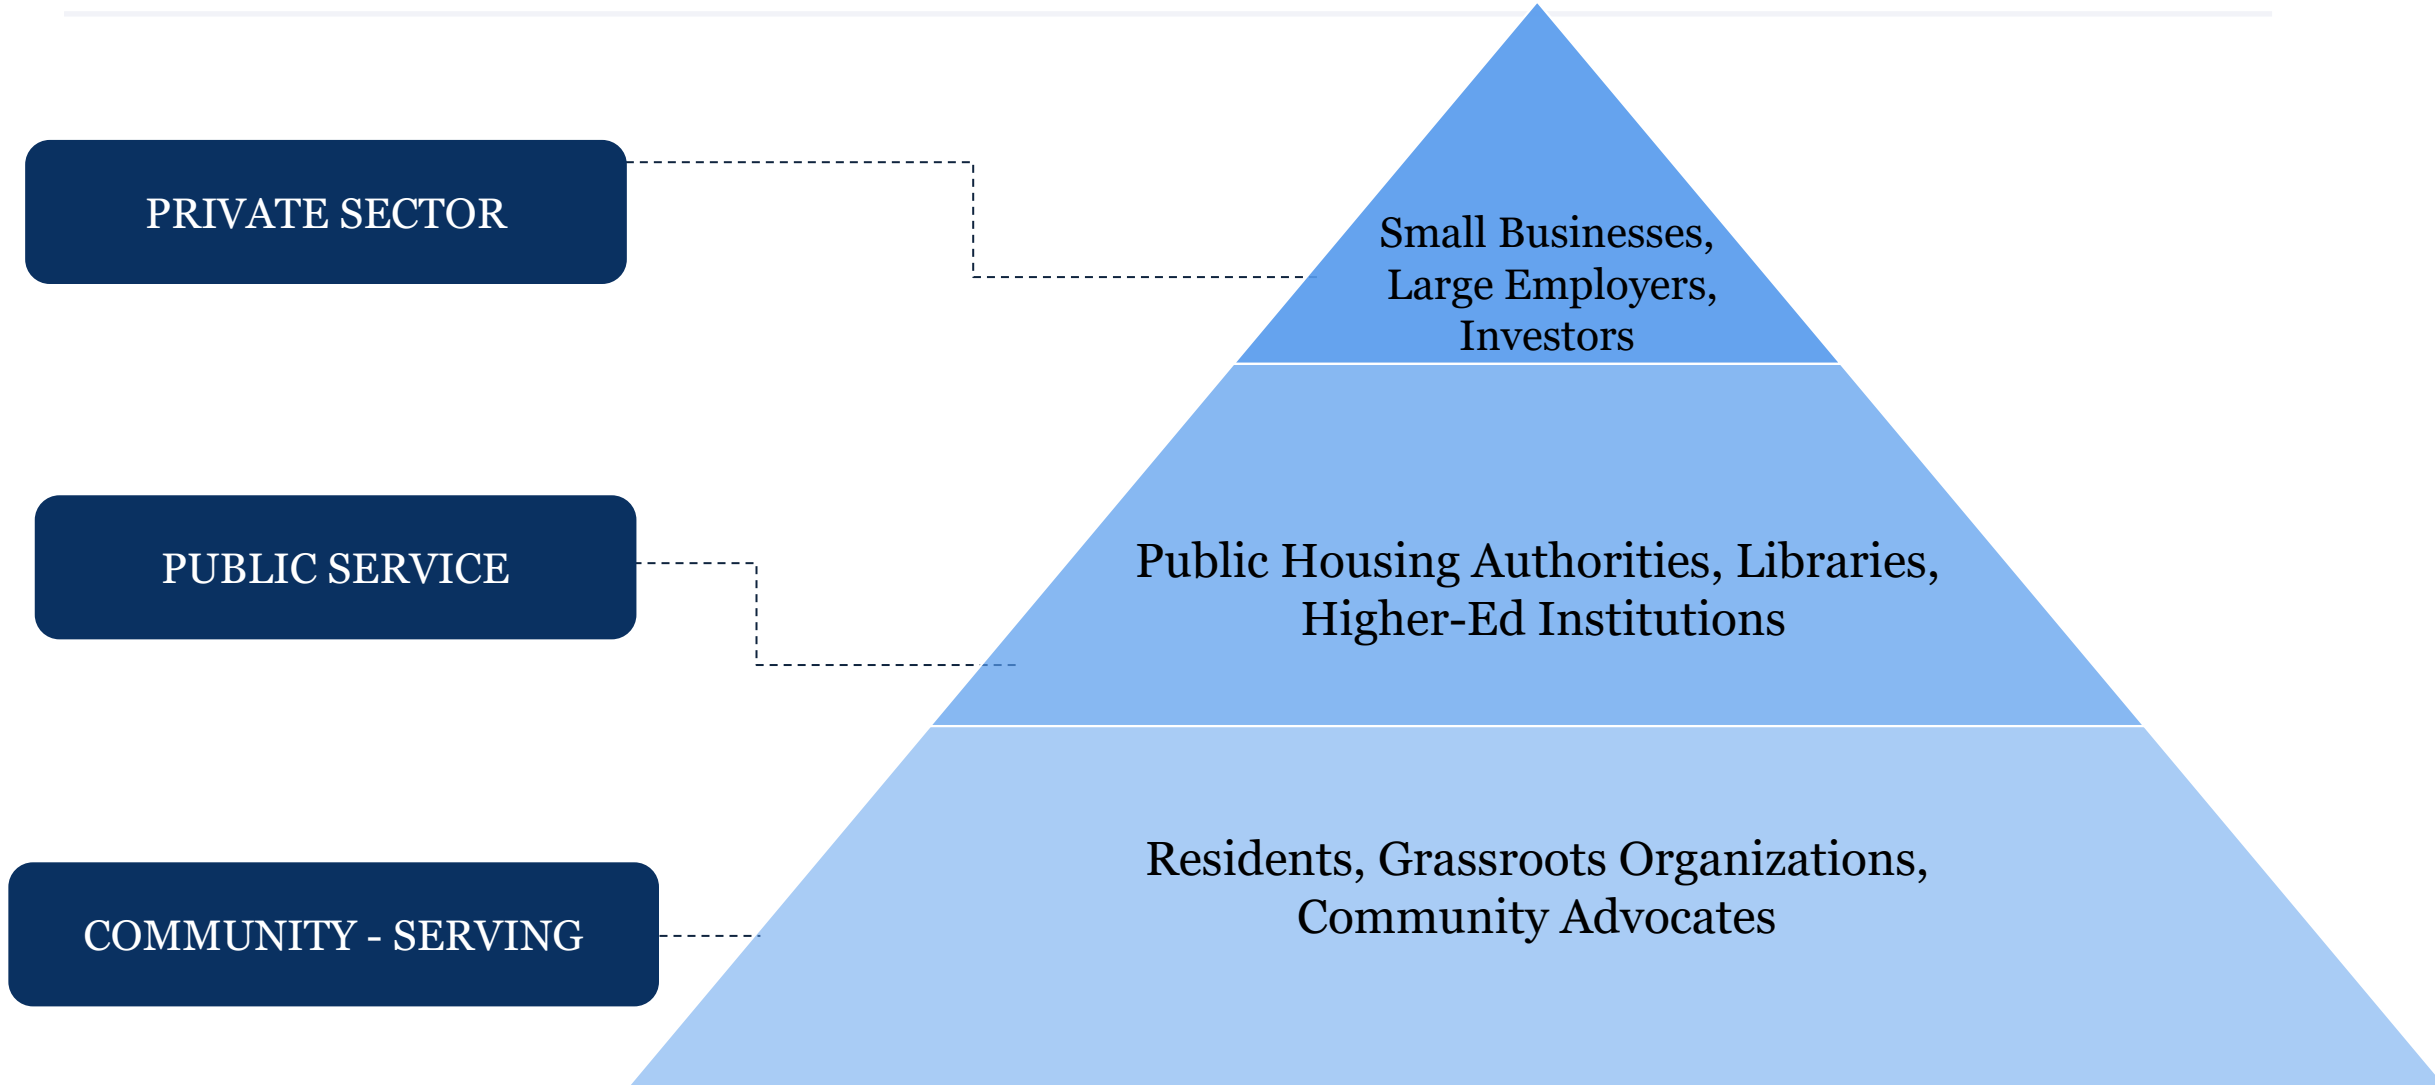 PRIVATE SECTOR
Small Businesses,
Large Employers,
Investors
PUBLIC SERVICE
Public Housing Authorities, Libraries,
Higher-Ed Institutions
COMMUNITY - SERVING
Residents, Grassroots Organizations,
Community Advocates